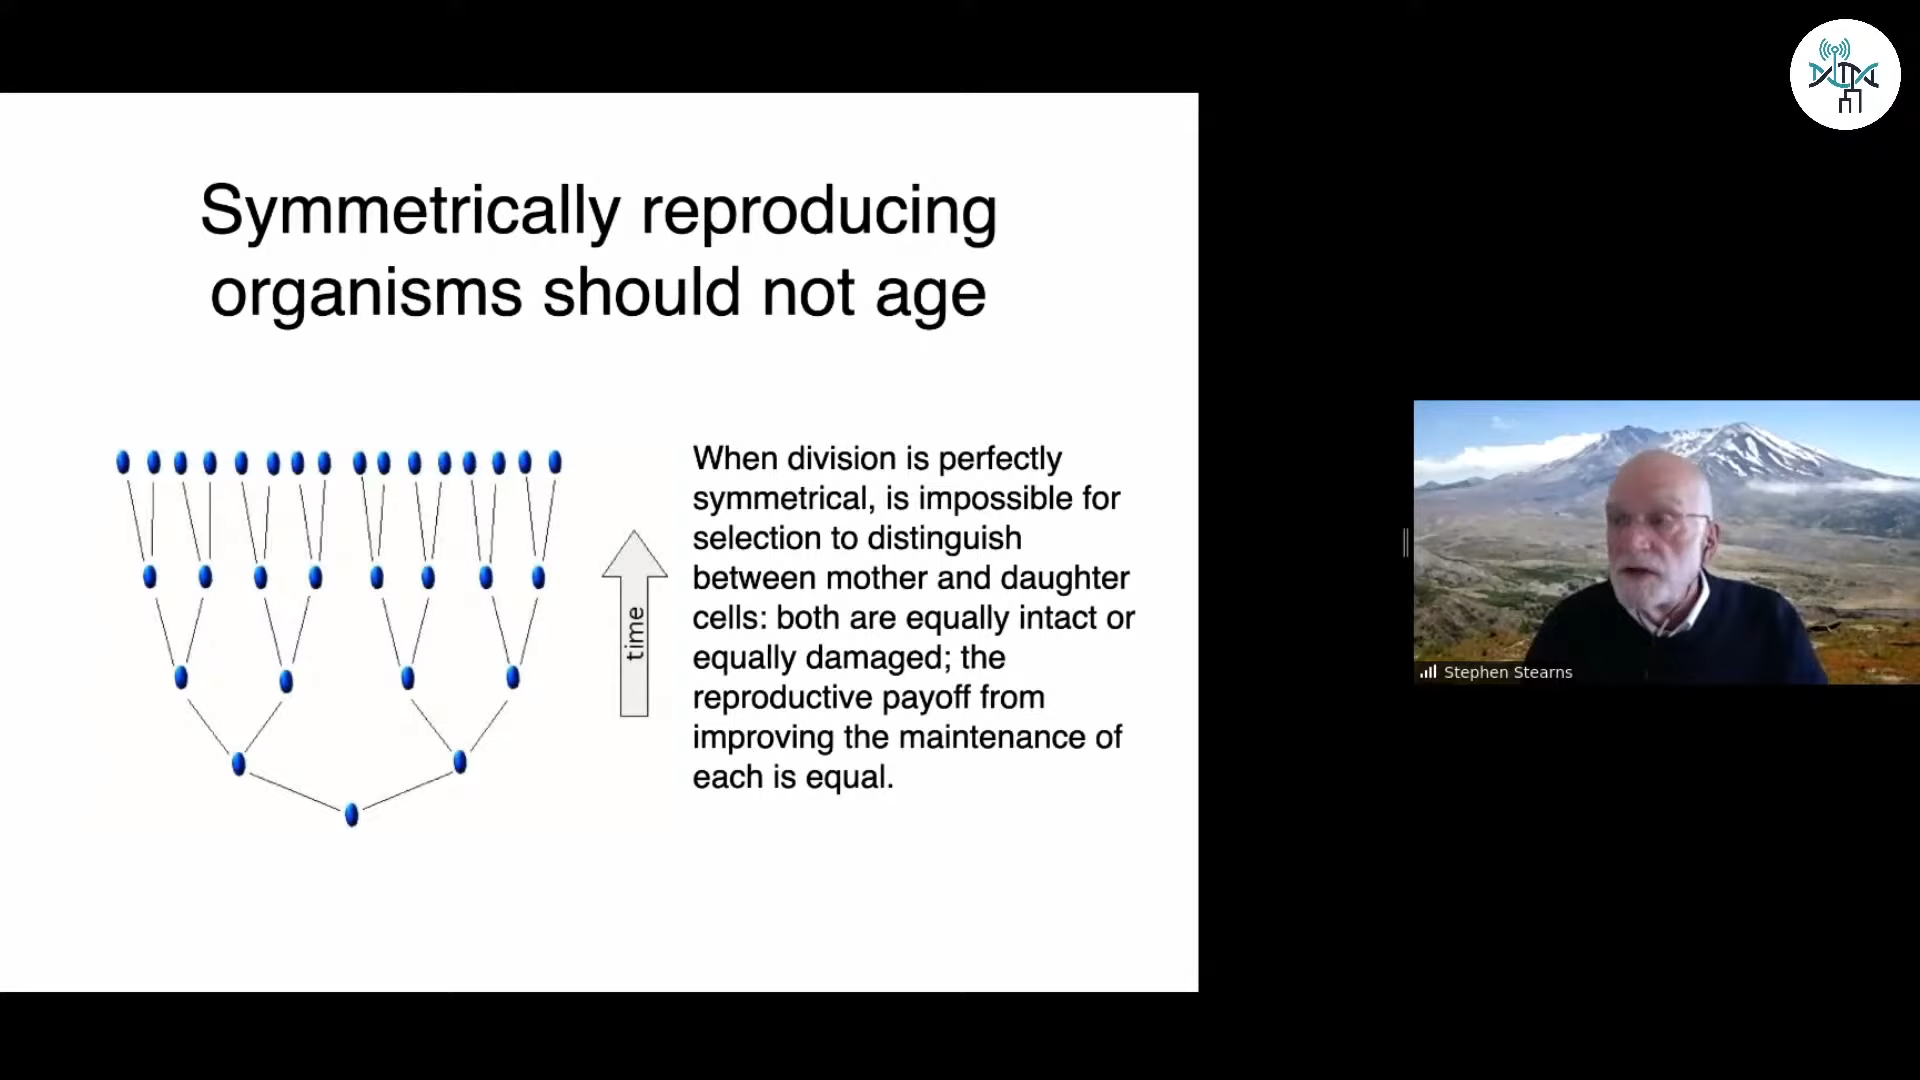 Symmetrically reproducing
organisms should not age
time
When division is perfectly
symmetrical, is impossible for
selection to distinguish
between mother and daughter
cells: both are equally intact or
equally damaged; the
reproductive payoff from
improving the maintenance of
each is equal.
Stephen Stearns